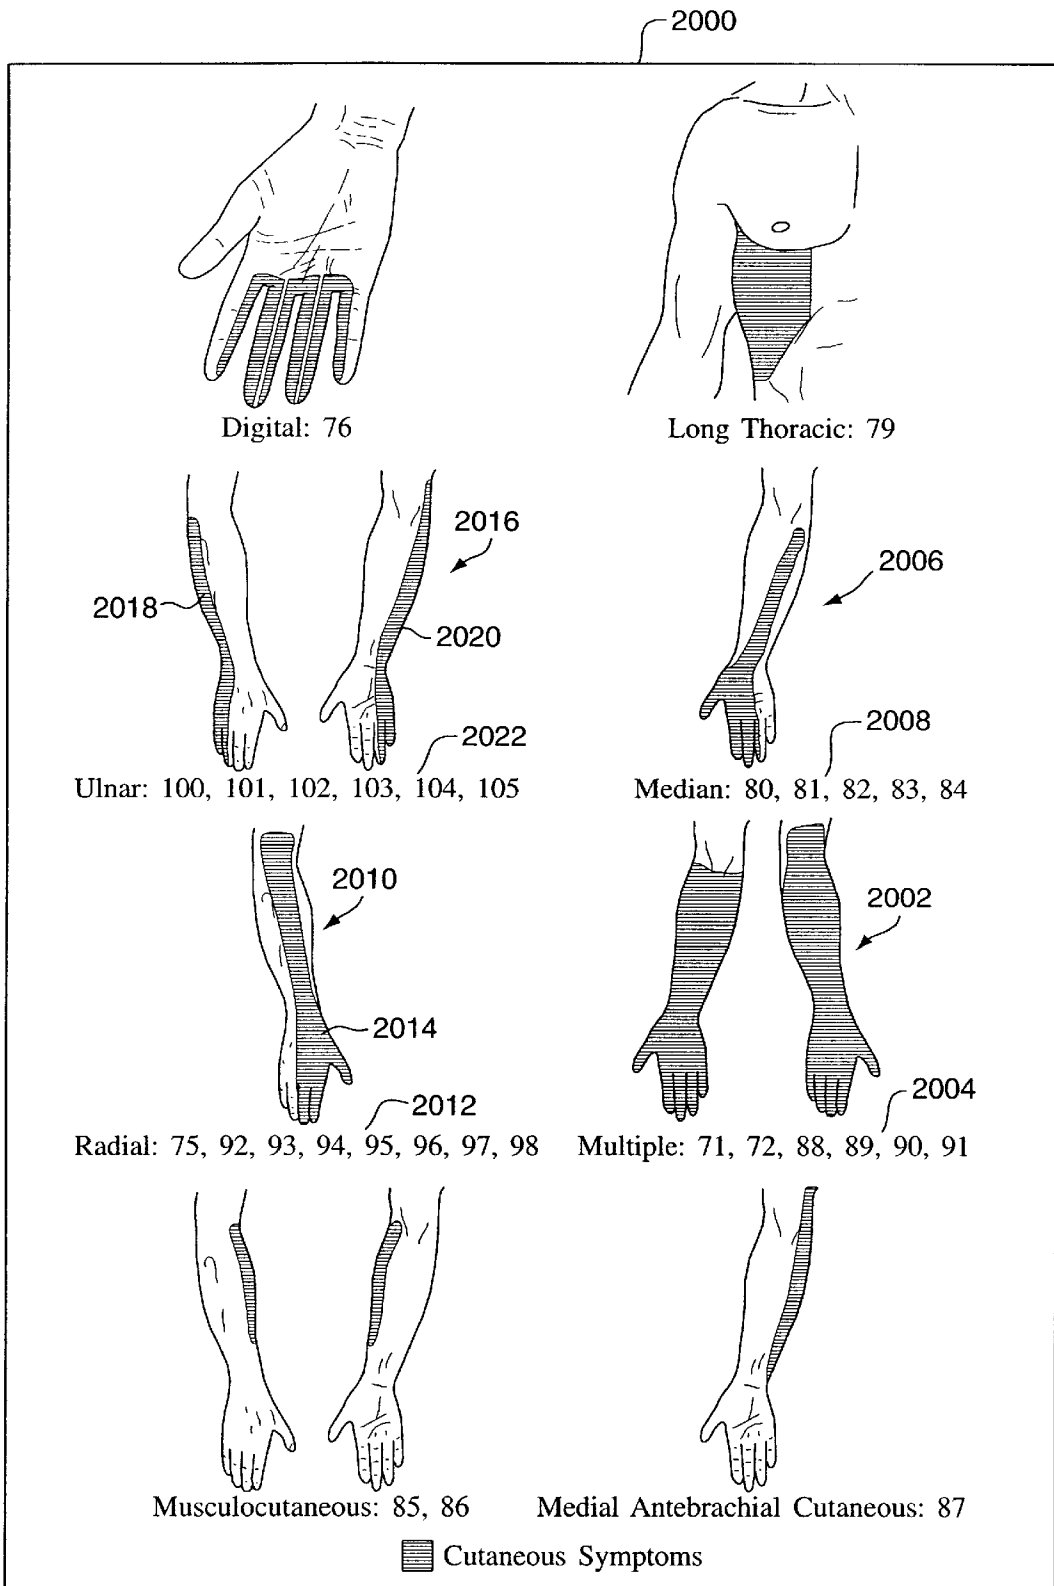 2000
Digital: 76
Long Thoracic: 79
2016
2018
2020
2022
Ulnar: 100, 101, 102, 103, 104, 105
2006
2008
Median: 80, 81, 82, 83, 84
2010
2014
2012
Radial: 75, 92, 93, 94, 95, 96, 97, 98
2002
2004
Multiple: 71, 72, 88, 89, 90, 91
Musculocutaneous: 85, 86
Medial Antebrachial Cutaneous: 87
Cutaneous Symptoms